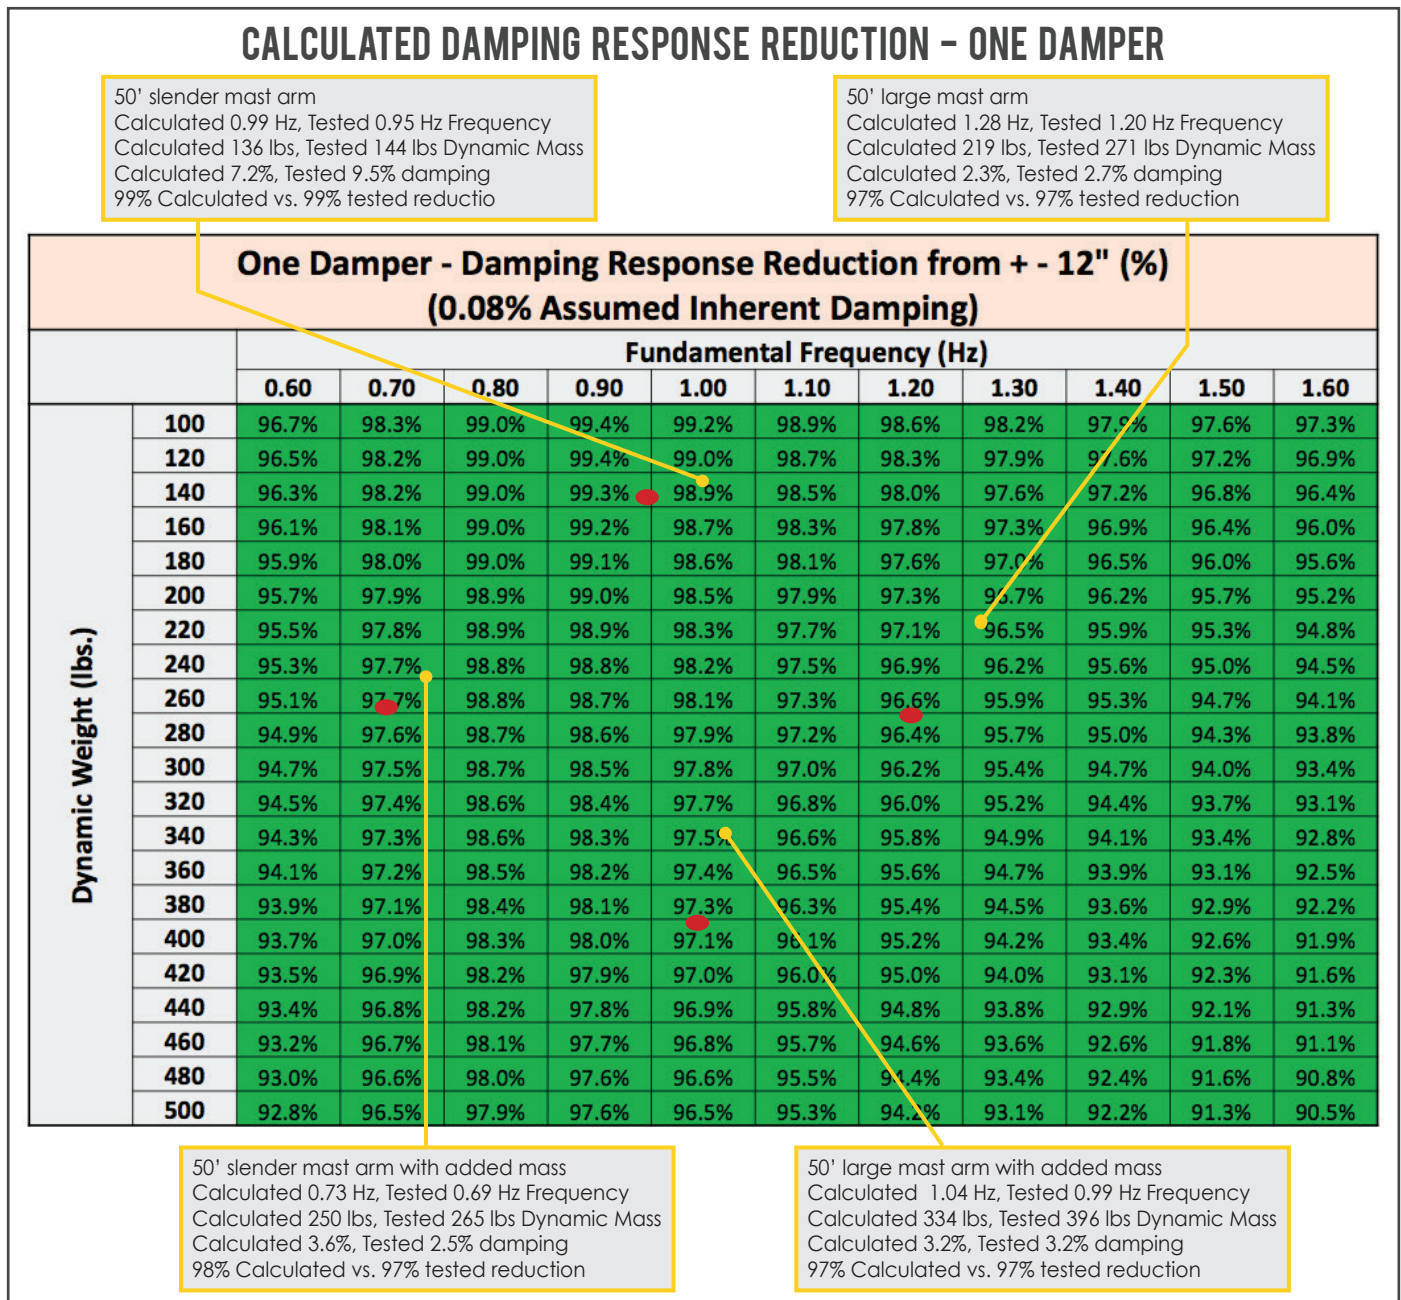 CALCULATED DAMPING RESPONSE REDUCTION – ONE DAMPER
50' slender mast arm
Calculated 0.99 Hz, Tested 0.95 Hz Frequency
Calculated 136 lbs, Tested 144 lbs Dynamic Mass
Calculated 7.2%, Tested 9.5% damping
99% Calculated vs. 99% tested reductio
50' large mast arm
Calculated 1.28 Hz, Tested 1.20 Hz Frequency
Calculated 219 lbs, Tested 271 lbs Dynamic Mass
Calculated 2.3%, Tested 2.7% damping
97% Calculated vs. 97% tested reduction
One Damper - Damping Response Reduction from + - 12" (%)
(0.08% Assumed Inherent Damping)
Fundamental Frequency (Hz)
0.60 0.70 0.80 0.90 1.00 1.10 1.20 1.30 1.40 1.50 1.60
Dynamic Weight (lbs.)
100 96.7% 98.3% 99.0% 99.4% 99.2% 98.9% 98.6% 98.2% 97.9% 97.6% 97.3%
120 96.5% 98.2% 99.0% 99.4% 99.0% 98.7% 98.3% 97.9% 97.6% 97.2% 96.9%
140 96.3% 98.2% 99.0% 99.3% 98.9% 98.5% 98.0% 97.6% 97.2% 96.8% 96.4%
160 96.1% 98.1% 99.0% 99.2% 98.7% 98.3% 97.8% 97.3% 96.9% 96.4% 96.0%
180 95.9% 98.0% 99.0% 99.1% 98.6% 98.1% 97.6% 97.0% 96.5% 96.0% 95.6%
200 95.7% 97.9% 98.9% 99.0% 98.5% 97.9% 97.3% 96.7% 96.2% 95.7% 95.2%
220 95.5% 97.8% 98.9% 98.9% 98.3% 97.7% 97.1% 96.5% 95.9% 95.3% 94.8%
240 95.3% 97.7% 98.8% 98.8% 98.2% 97.5% 96.9% 96.2% 95.6% 95.0% 94.5%
260 95.1% 97.7% 98.8% 98.7% 98.1% 97.3% 96.6% 95.9% 95.3% 94.7% 94.1%
280 94.9% 97.6% 98.7% 98.6% 97.9% 97.2% 96.4% 95.7% 95.0% 94.3% 93.8%
300 94.7% 97.5% 98.7% 98.5% 97.8% 97.0% 96.2% 95.4% 94.7% 94.0% 93.4%
320 94.5% 97.4% 98.6% 98.4% 97.7% 96.8% 96.0% 95.2% 94.4% 93.7% 93.1%
340 94.3% 97.3% 98.6% 98.3% 97.5% 96.6% 95.8% 94.9% 94.1% 93.4% 92.8%
360 94.1% 97.2% 98.5% 98.2% 97.4% 96.5% 95.6% 94.7% 93.9% 93.1% 92.5%
380 93.9% 97.1% 98.4% 98.1% 97.3% 96.3% 95.4% 94.5% 93.6% 92.9% 92.2%
400 93.7% 97.0% 98.3% 98.0% 97.1% 96.1% 95.2% 94.2% 93.4% 92.6% 91.9%
420 93.5% 96.9% 98.2% 97.9% 97.0% 96.0% 95.0% 94.0% 93.1% 92.3% 91.6%
440 93.4% 96.8% 98.2% 97.8% 96.9% 95.8% 94.8% 93.8% 92.9% 92.1% 91.3%
460 93.2% 96.7% 98.1% 97.7% 96.8% 95.7% 94.6% 93.6% 92.6% 91.8% 91.1%
480 93.0% 96.6% 98.0% 97.6% 96.6% 95.5% 94.4% 93.4% 92.4% 91.6% 90.8%
500 92.8% 96.5% 97.9% 97.6% 96.5% 95.3% 94.2% 93.1% 92.2% 91.3% 90.5%
50' slender mast arm with added mass
Calculated 0.73 Hz, Tested 0.69 Hz Frequency
Calculated 250 lbs, Tested 265 lbs Dynamic Mass
Calculated 3.6%, Tested 2.5% damping
98% Calculated vs. 97% tested reduction
50' large mast arm with added mass
Calculated 1.04 Hz, Tested 0.99 Hz Frequency
Calculated 334 lbs, Tested 396 lbs Dynamic Mass
Calculated 3.2%, Tested 3.2% damping
97% Calculated vs. 97% tested reduction